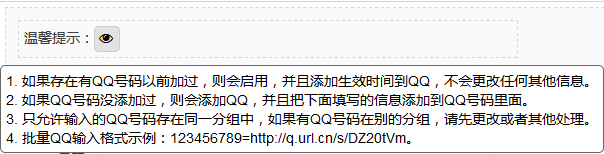 温馨提示：
1. 如果存在有QQ号码以前加过，则会启用，并且添加生效时间到QQ，不会更改任何其他信息。
2. 如果QQ号码没添加过，则会添加QQ，并且把下面填写的信息添加到QQ号码里面。
3. 只允许输入的QQ号码存在同一分组中，如果有QQ号码在别的分组，请先更改或者其他处理。
4. 批量QQ输入格式示例：123456789=http://q.url.cn/s/DZ20tVm。